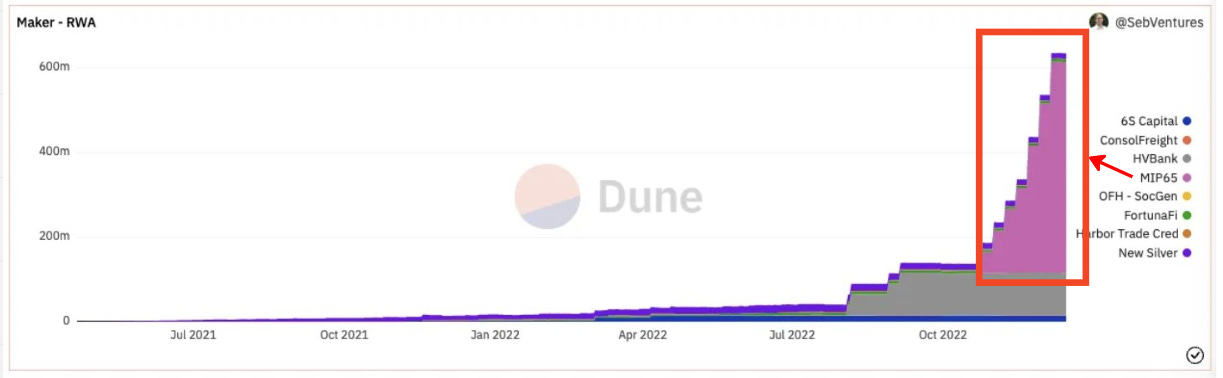 Maker - RWA
@SebVentures
600m
400m
200m
0
Dune
6S Capital
ConsolFreight
HVBank
MIP65
OFH - SocGen
FortunaFi
Harbor Trade Cred
New Silver
Jul 2021
Oct 2021
Jan 2022
Apr 2022
Jul 2022
Oct 2022